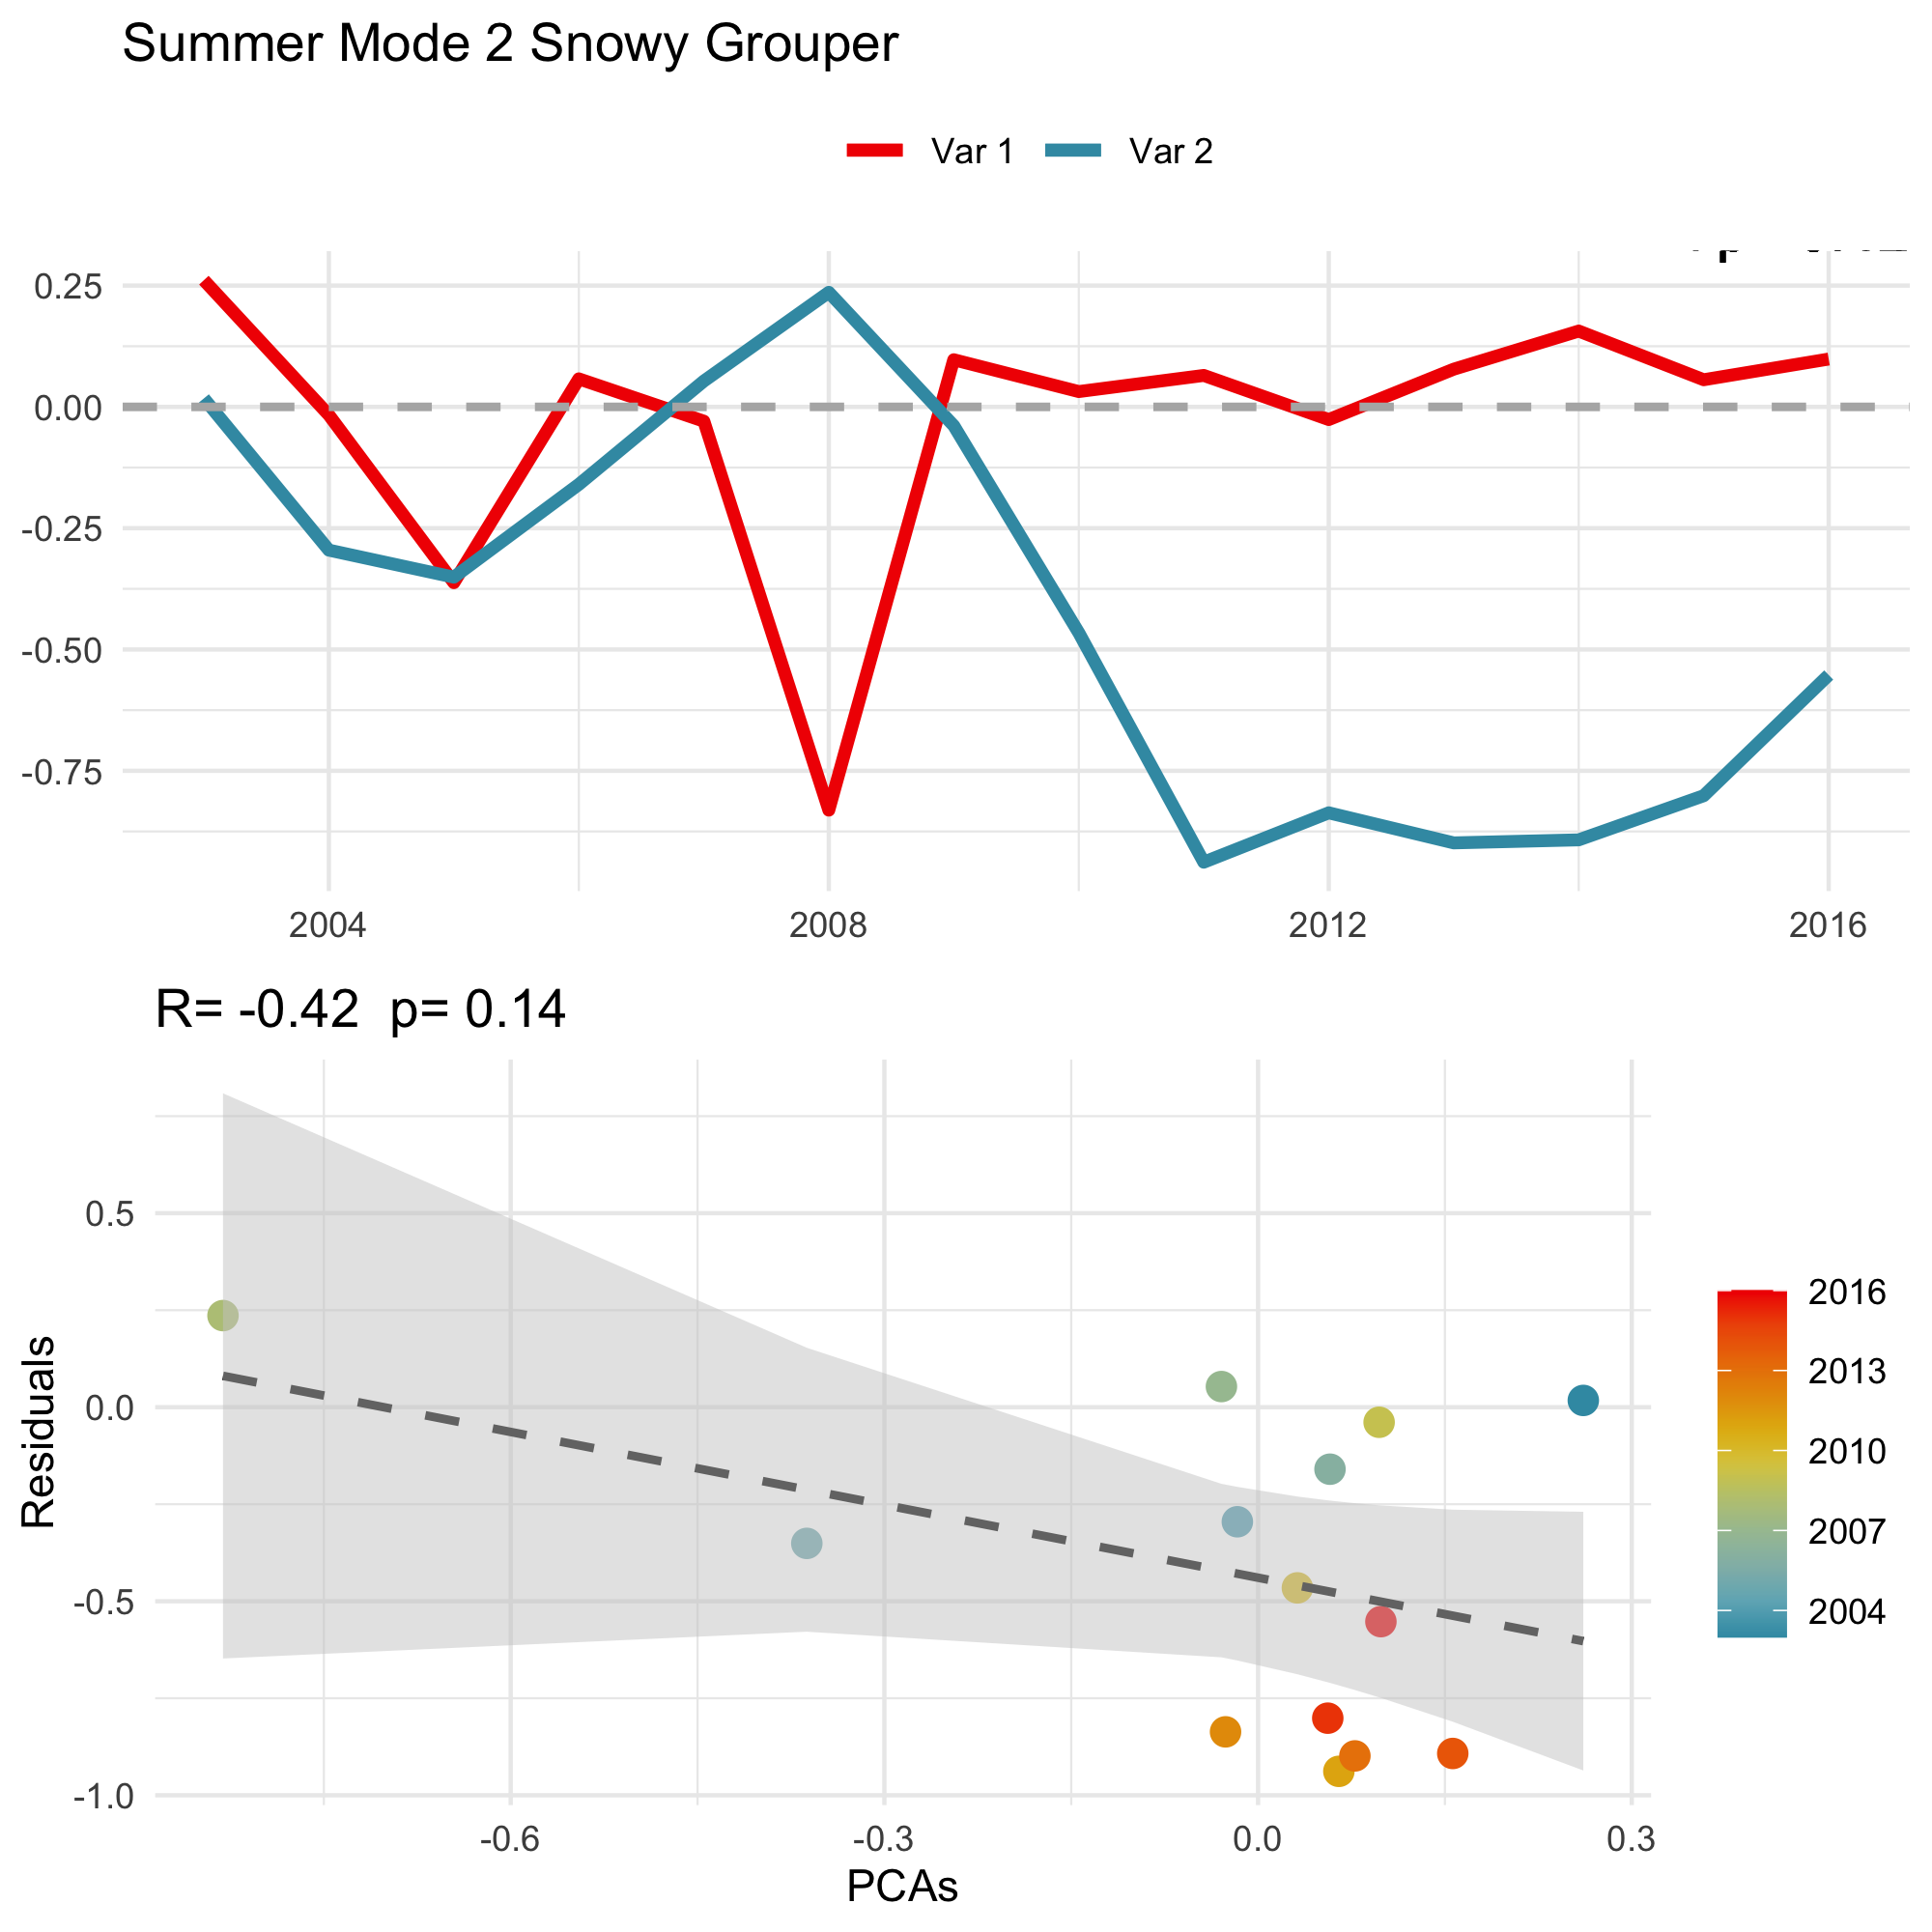 Summer Mode 2 Snowy Grouper
Var 1 Var 2
0.25
0.00
-0.25
-0.50
-0.75
2004 2008 2012 2016
R= -0.42 p= 0.14
Residuals
0.5
0.0
-0.5
-1.0
-0.6 -0.3 0.0 0.3
PCAs
2016
2013
2010
2007
2004